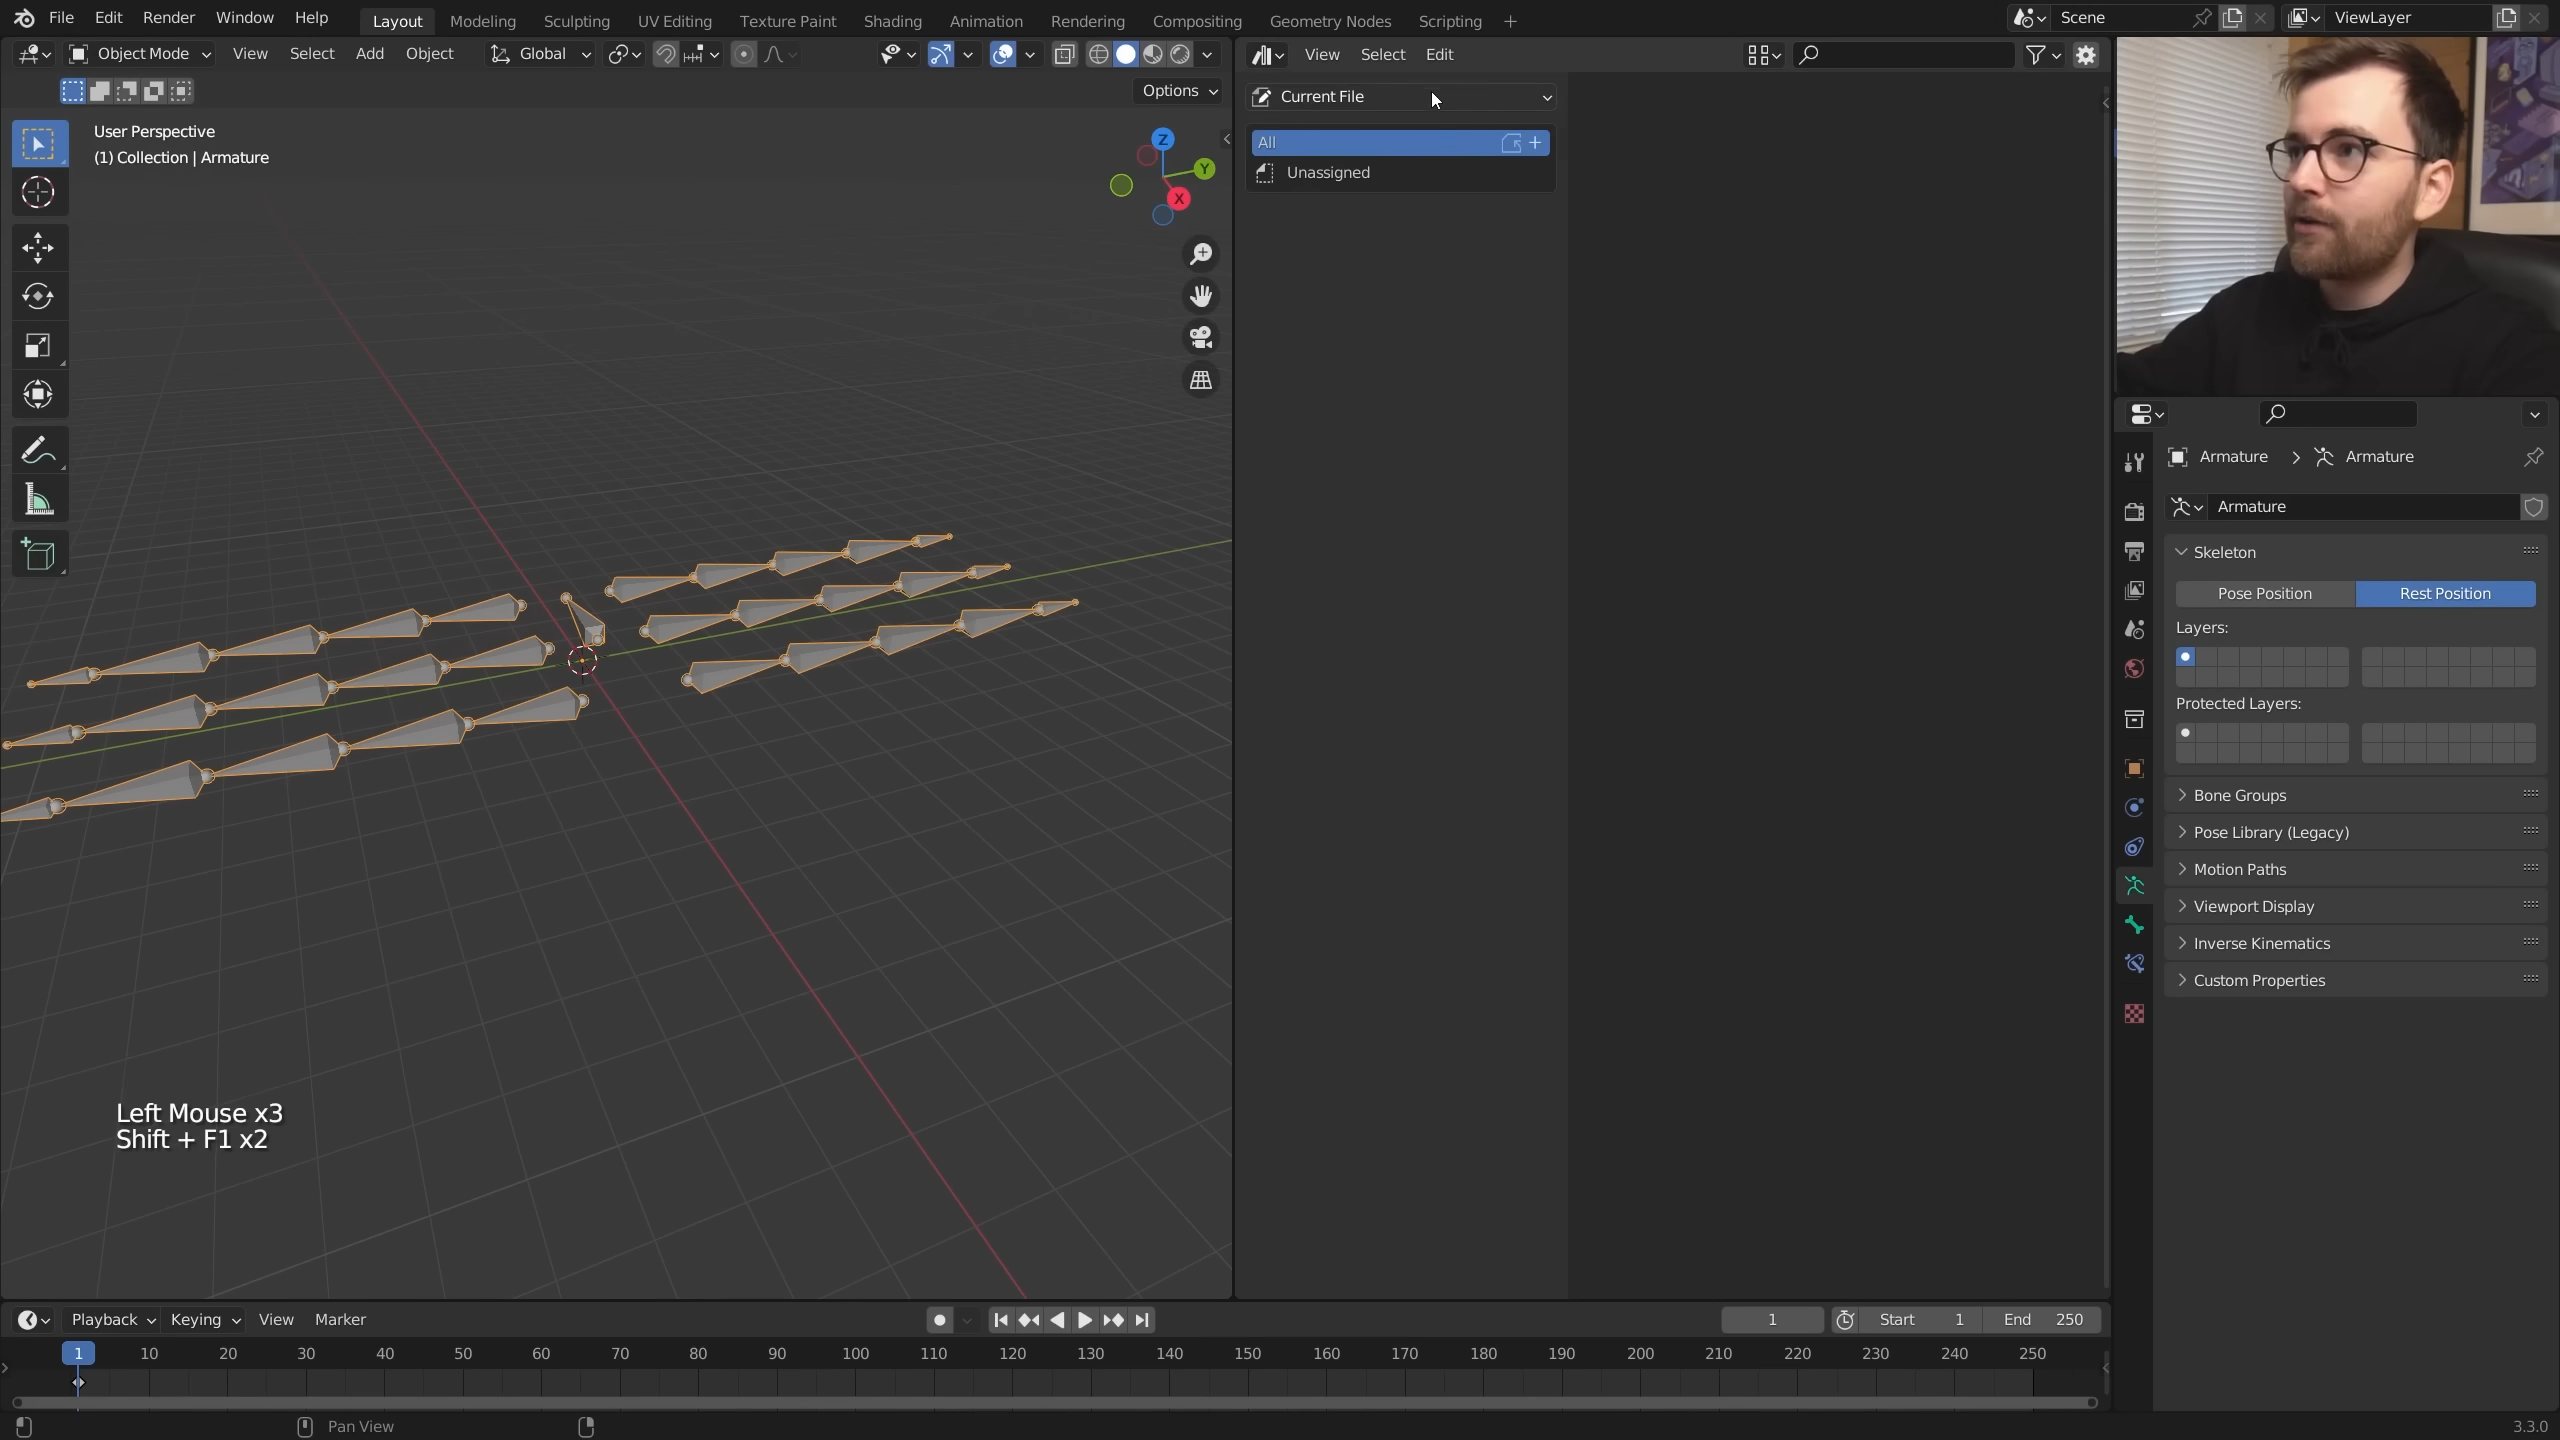 File Edit Render Window Help Layout Modeling Sculpting UV Editing Texture Paint Shading Animation Rendering Compositing Geometry Nodes Scripting + Scene ViewLayer
Object Mode View Select Add Object Global View Select Edit
Options
Current File
User Perspective
(1) Collection | Armature
All
Unassigned
Z
Y
X
Armature > Armature
Armature
Skeleton
Pose Position Rest Position
Layers:
Protected Layers:
Bone Groups
Pose Library (Legacy)
Motion Paths
Viewport Display
Inverse Kinematics
Custom Properties
Left Mouse x3
Shift + F1 x2
Playback Keying View Marker 1 Start 1 End 250
1 10 20 30 40 50 60 70 80 90 100 110 120 130 140 150 160 170 180 190 200 210 220 230 240 250
Pan View 3.3.0